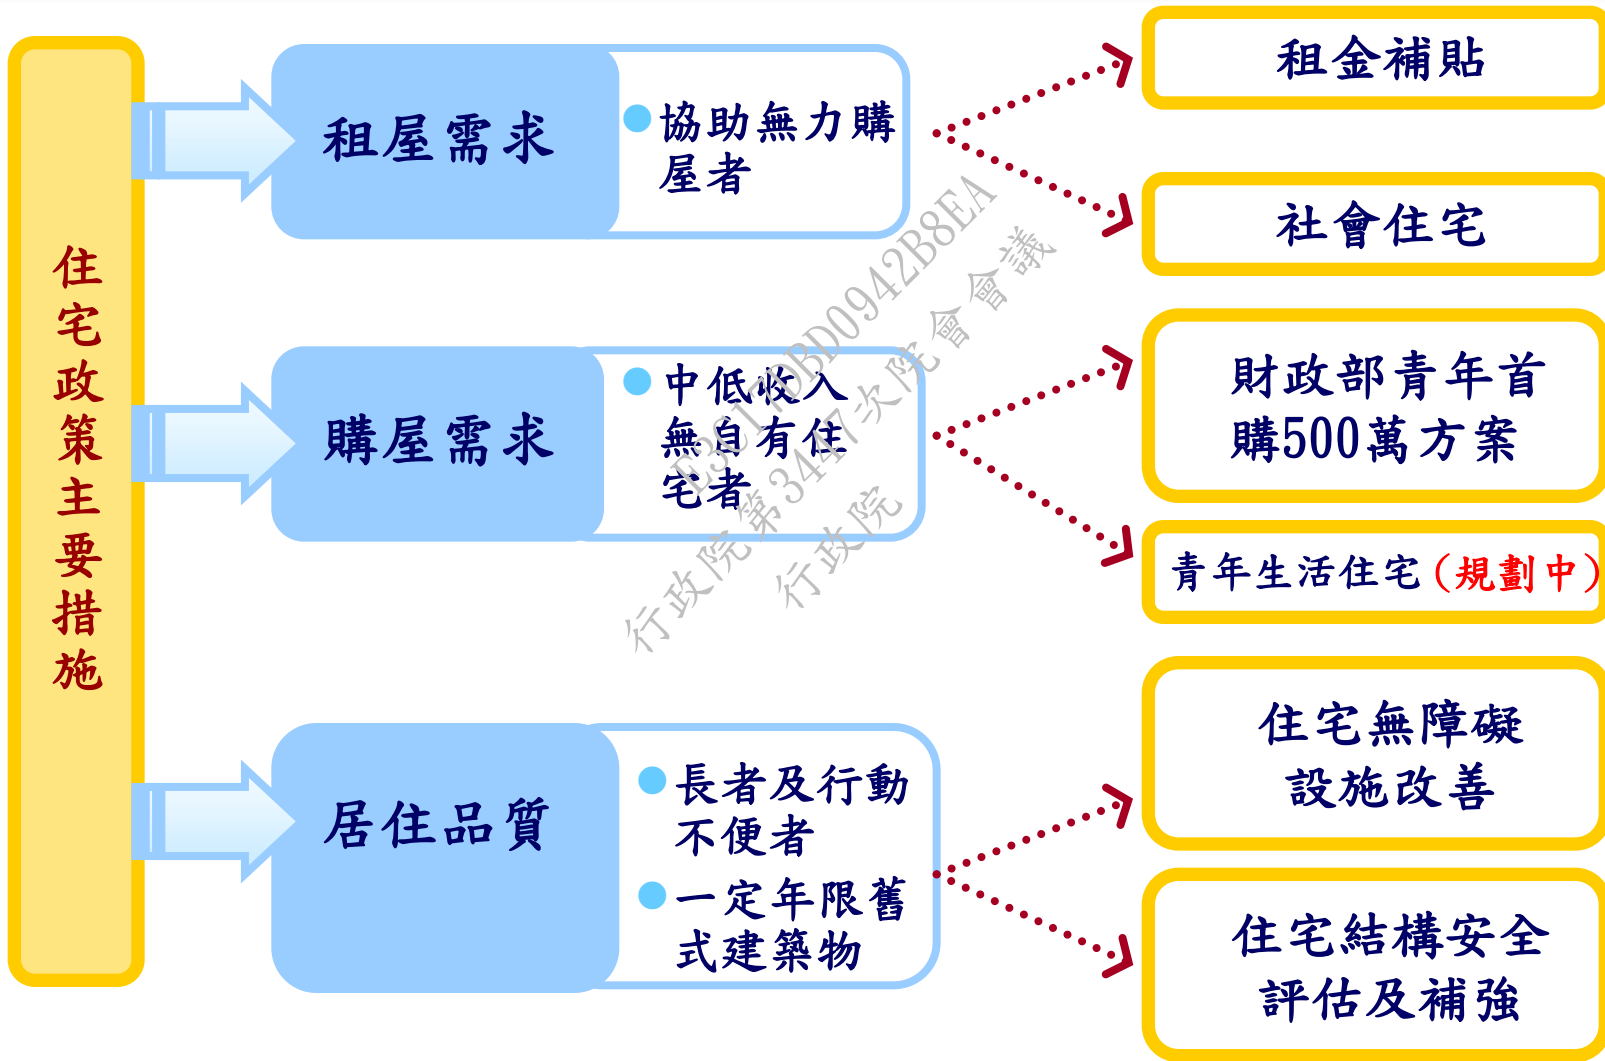 住宅政策主要措施
租屋需求
協助無力購
屋者
租金補貼
社會住宅
購屋需求
中低收入
無自有住
宅者
財政部青年首
購500萬方案
青年生活住宅(規劃中)
居住品質
長者及行動
不便者
一定年限舊
式建築物
住宅無障礙
設施改善
住宅結構安全
評估及補強
行政院第3447次院會會議
行政院